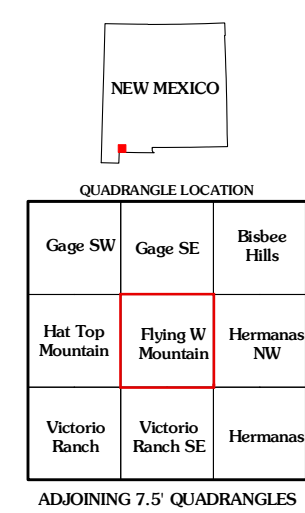 NEW MEXICO
QUADRANGLE LOCATION
Gage SW
Gage SE
Bisbee
Hills
Hat Top
Mountain
Flying W
Mountain
Hermanas
NW
Victorio
Ranch
Victorio
Ranch SE
Hermanas
ADJOINING 7.5' QUADRANGLES